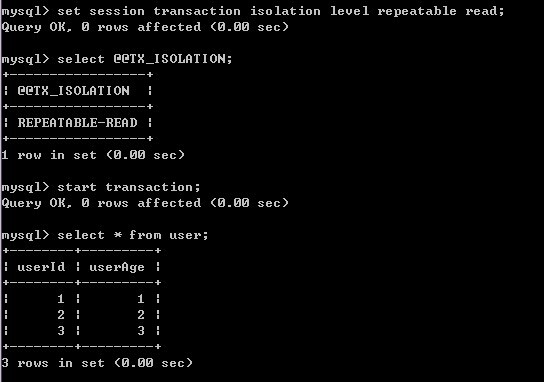 mysql> set session transaction isolation level repeatable read;
Query OK, 0 rows affected (0.00 sec)
mysql> select @@TX_ISOLATION;
+-----------------+
| @@TX_ISOLATION  |
+-----------------+
| REPEATABLE-READ |
+-----------------+
1 row in set (0.00 sec)
mysql> start transaction;
Query OK, 0 rows affected (0.00 sec)
mysql> select * from user;
+--------+---------+
| userId | userAge |
+--------+---------+
|      1 |       1 |
|      2 |       2 |
|      3 |       3 |
+--------+---------+
3 rows in set (0.00 sec)